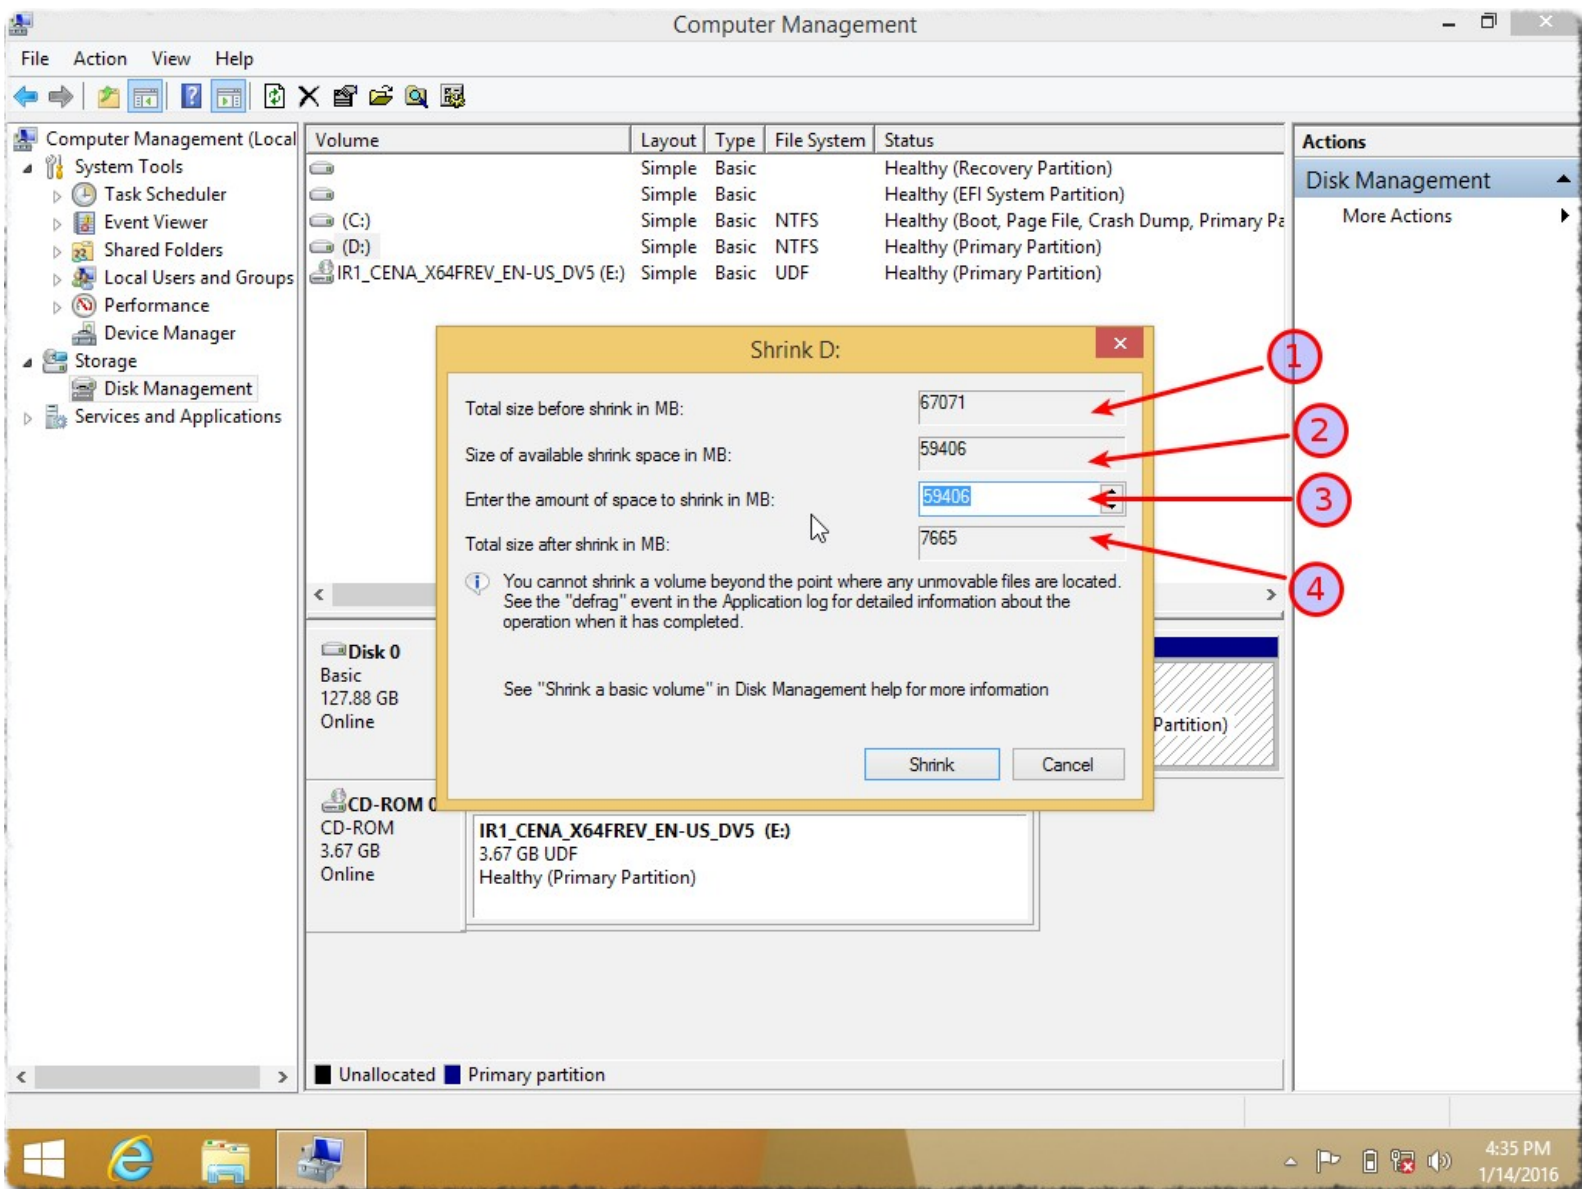 Computer Management
File Action View Help
Computer Management (Local
System Tools
Task Scheduler
Event Viewer
Shared Folders
Local Users and Groups
Performance
Device Manager
Storage
Disk Management
Services and Applications
Volume Layout Type File System Status
Simple Basic Healthy (Recovery Partition)
Simple Basic Healthy (EFI System Partition)
(C:) Simple Basic NTFS Healthy (Boot, Page File, Crash Dump, Primary Pa
(D:) Simple Basic NTFS Healthy (Primary Partition)
IR1_CENA_X64FREV_EN-US_DV5 (E:) Simple Basic UDF Healthy (Primary Partition)
Actions
Disk Management
More Actions
Shrink D:
Total size before shrink in MB: 67071
Size of available shrink space in MB: 59406
Enter the amount of space to shrink in MB: 59406
Total size after shrink in MB: 7665
You cannot shrink a volume beyond the point where any unmovable files are located.
See the "defrag" event in the Application log for detailed information about the
operation when it has completed.
See "Shrink a basic volume" in Disk Management help for more information
Shrink Cancel
1
2
3
4
Disk 0
Basic
127.88 GB
Online
Partition)
CD-ROM 0
CD-ROM
3.67 GB
Online
IR1_CENA_X64FREV_EN-US_DV5 (E:)
3.67 GB UDF
Healthy (Primary Partition)
Unallocated Primary partition
4:35 PM
1/14/2016